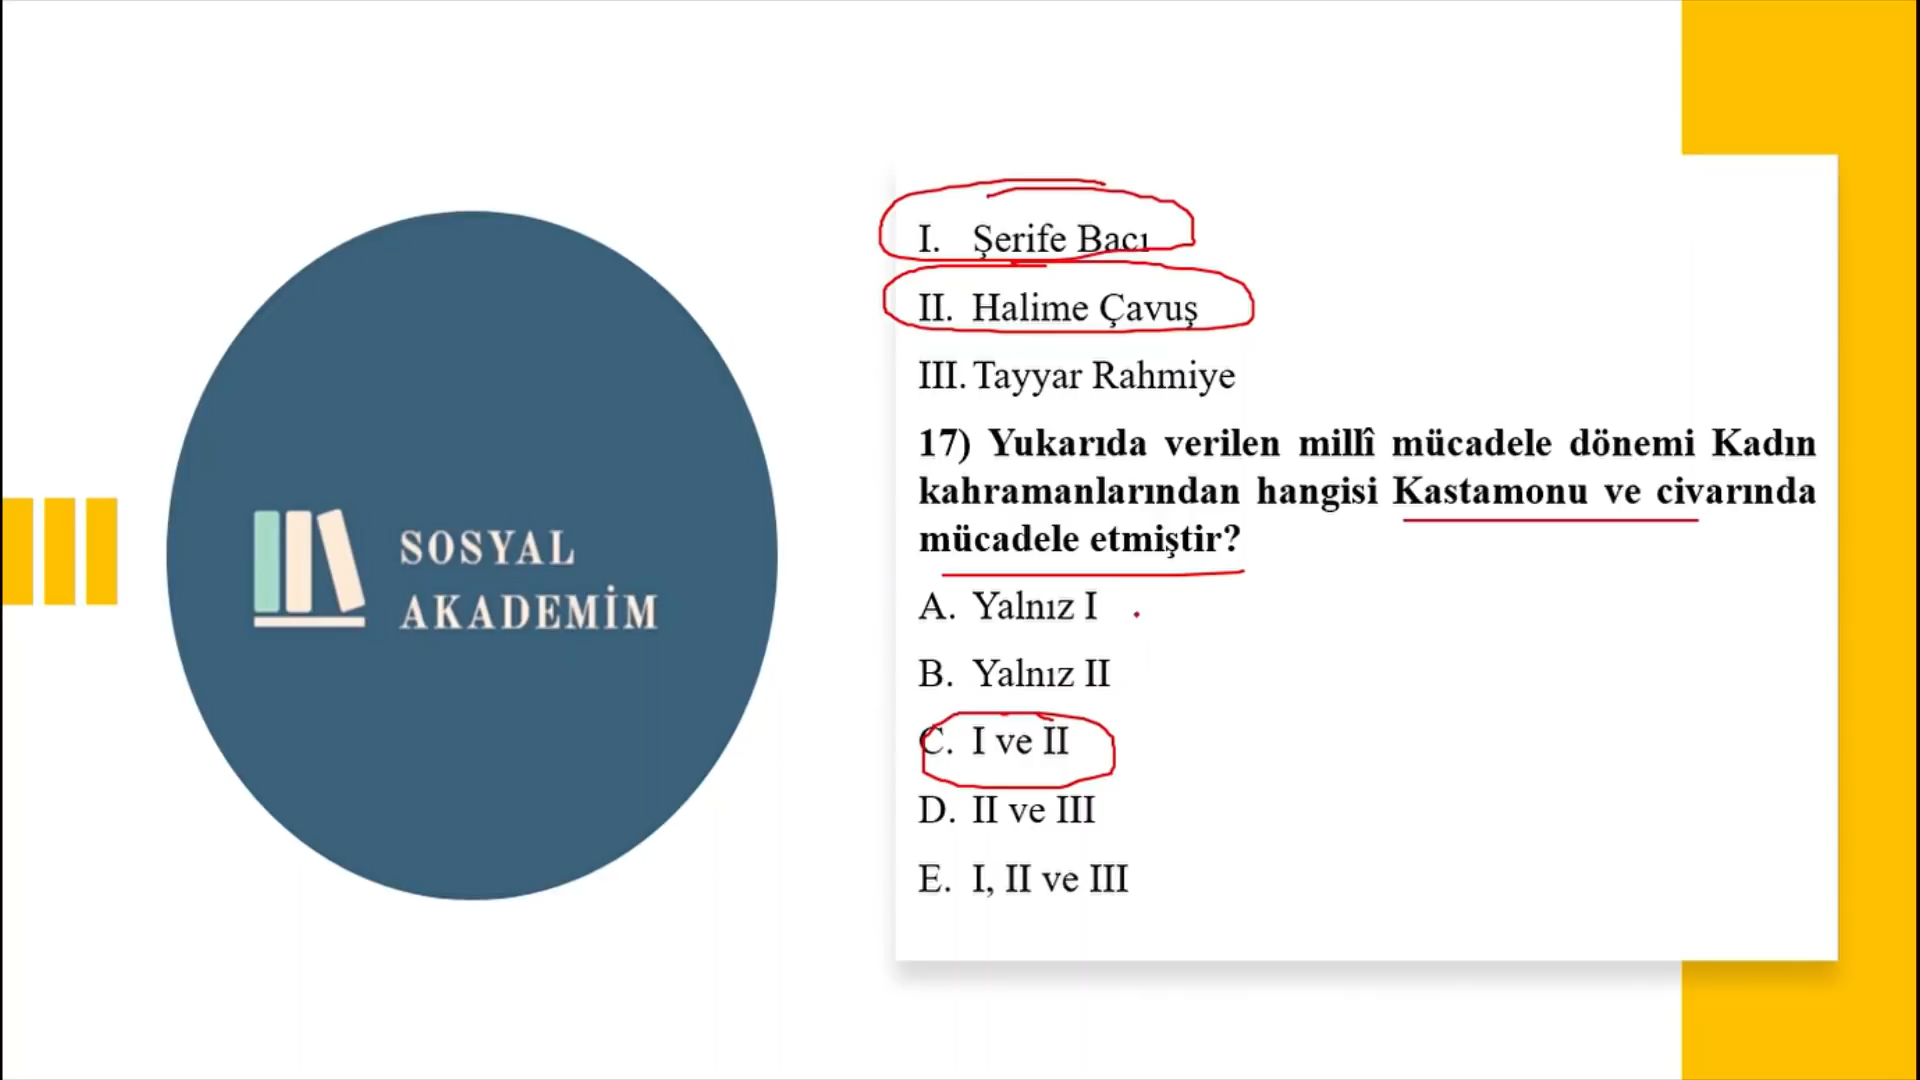 SOSYAL
AKADEMİM
I. Şerife Bacı
II. Halime Çavuş
III. Tayyar Rahmiye
17) Yukarıda verilen millî mücadele dönemi Kadın
kahramanlarından hangisi Kastamonu ve civarında
mücadele etmiştir?
A. Yalnız I
B. Yalnız II
C. I ve II
D. II ve III
E. I, II ve III